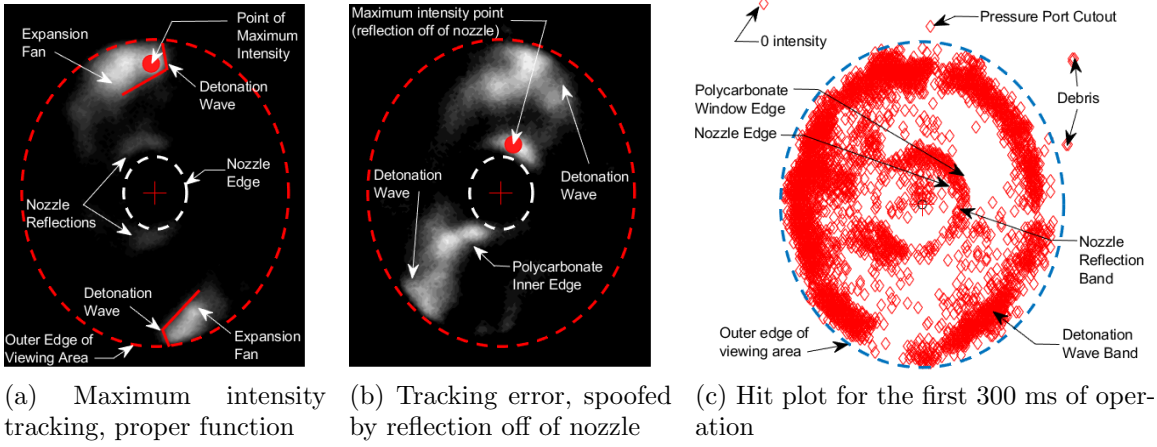 Expansion
Fan
Point of
Maximum
Intensity
Detonation
Wave
Nozzle
Edge
Nozzle
Reflections
Detonation
Wave
Outer Edge of
Viewing Area
Expansion
Fan
Maximum intensity point
(reflection off of nozzle)
Detonation
Wave
Detonation
Wave
Polycarbonate
Inner Edge
0 intensity
Pressure Port Cutout
Debris
Polycarbonate
Window Edge
Nozzle Edge
Nozzle
Reflection
Band
Outer edge of
viewing area
Detonation
Wave Band
(a) Maximum intensity
tracking, proper function
(b) Tracking error, spoofed
by reflection off of nozzle
(c) Hit plot for the first 300 ms of oper-
ation